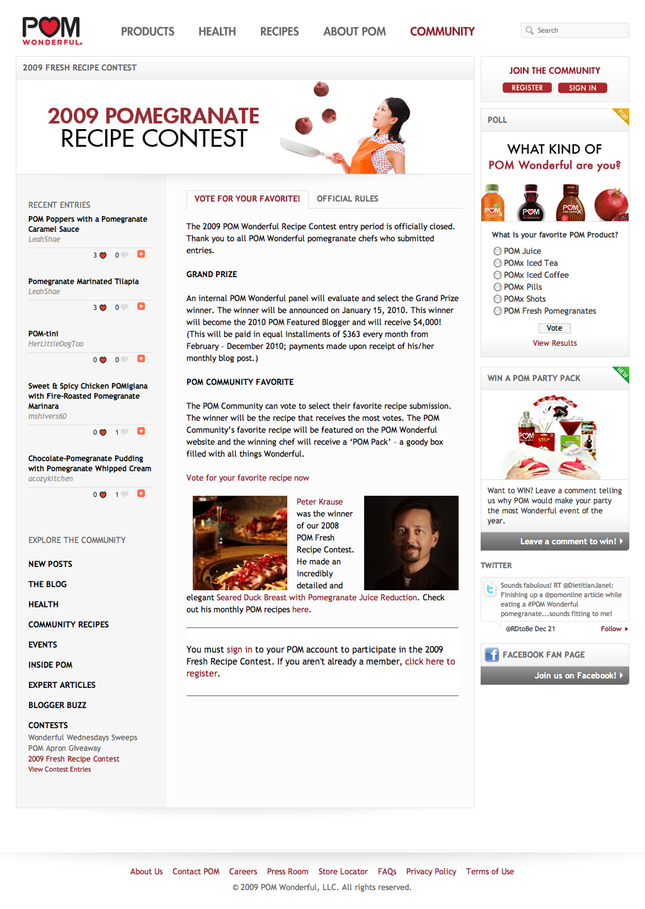 POM
WONDERFUL.
PRODUCTS HEALTH RECIPES ABOUT POM COMMUNITY
Search
2009 FRESH RECIPE CONTEST
2009 POMEGRANATE
RECIPE CONTEST
RECENT ENTRIES
POM Poppers with a Pomegranate
Caramel Sauce
LeahShae
3 0
Pomegranate Marinated Tilapia
LeahShae
3 0
POM-tini
HerLittleDogToo
0 0
Sweet & Spicy Chicken POMigiana
with Fire-Roasted Pomegranate
Marinara
mshivers60
0 1
Chocolate-Pomegranate Pudding
with Pomegranate Whipped Cream
acozykitchen
0 1
EXPLORE THE COMMUNITY
NEW POSTS
THE BLOG
HEALTH
COMMUNITY RECIPES
EVENTS
INSIDE POM
EXPERT ARTICLES
BLOGGER BUZZ
CONTESTS
Wonderful Wednesdays Sweeps
POM Apron Giveaway
2009 Fresh Recipe Contest
View Contest Entries
VOTE FOR YOUR FAVORITE! OFFICIAL RULES
The 2009 POM Wonderful Recipe Contest entry period is officially closed.
Thank you to all POM Wonderful pomegranate chefs who submitted
entries.
GRAND PRIZE
An internal POM Wonderful panel will evaluate and select the Grand Prize
winner. The winner will be announced on January 15, 2010. This winner
will become the 2010 POM Featured Blogger and will receive $4,000!
(This will be paid in equal installments of $363 every month from
February - December 2010; payments made upon receipt of his/her
monthly blog post.)
POM COMMUNITY FAVORITE
The POM Community can vote to select their favorite recipe submission.
The winner will be the recipe that receives the most votes. The POM
Community's favorite recipe will be featured on the POM Wonderful
website and the winning chef will receive a 'POM Pack' - a goody box
filled with all things Wonderful.
Vote for your favorite recipe now
Peter Krause
was the winner
of our 2008
POM Fresh
Recipe Contest.
He made an
incredibly
detailed and
elegant Seared Duck Breast with Pomegranate Juice Reduction. Check
out his monthly POM recipes here.
You must sign in to your POM account to participate in the 2009
Fresh Recipe Contest. If you aren't already a member, click here to
register.
JOIN THE COMMUNITY
REGISTER SIGN IN
POLL
FUN
WHAT KIND OF
POM Wonderful are you?
What is your favorite POM Product?
POM Juice
POMx Iced Tea
POMx Iced Coffee
POMx Pills
POMx Shots
POM Fresh Pomegranates
Vote
View Results
WIN A POM PARTY PACK
NEW
Want to WIN? Leave a comment telling
us why POM would make your party
the most Wonderful event of the
year.
Leave a comment to win!
TWITTER
Sounds fabulous! RT @DietitianJanel:
Finishing up a @pomonline article while
eating a #POM Wonderful
pomegranate...sounds fitting to me!
@RDtoBe Dec 21 Follow
FACEBOOK FAN PAGE
Join us on Facebook!
About Us Contact POM Careers Press Room Store Locator FAQs Privacy Policy Terms of Use
© 2009 POM Wonderful, LLC. All rights reserved.